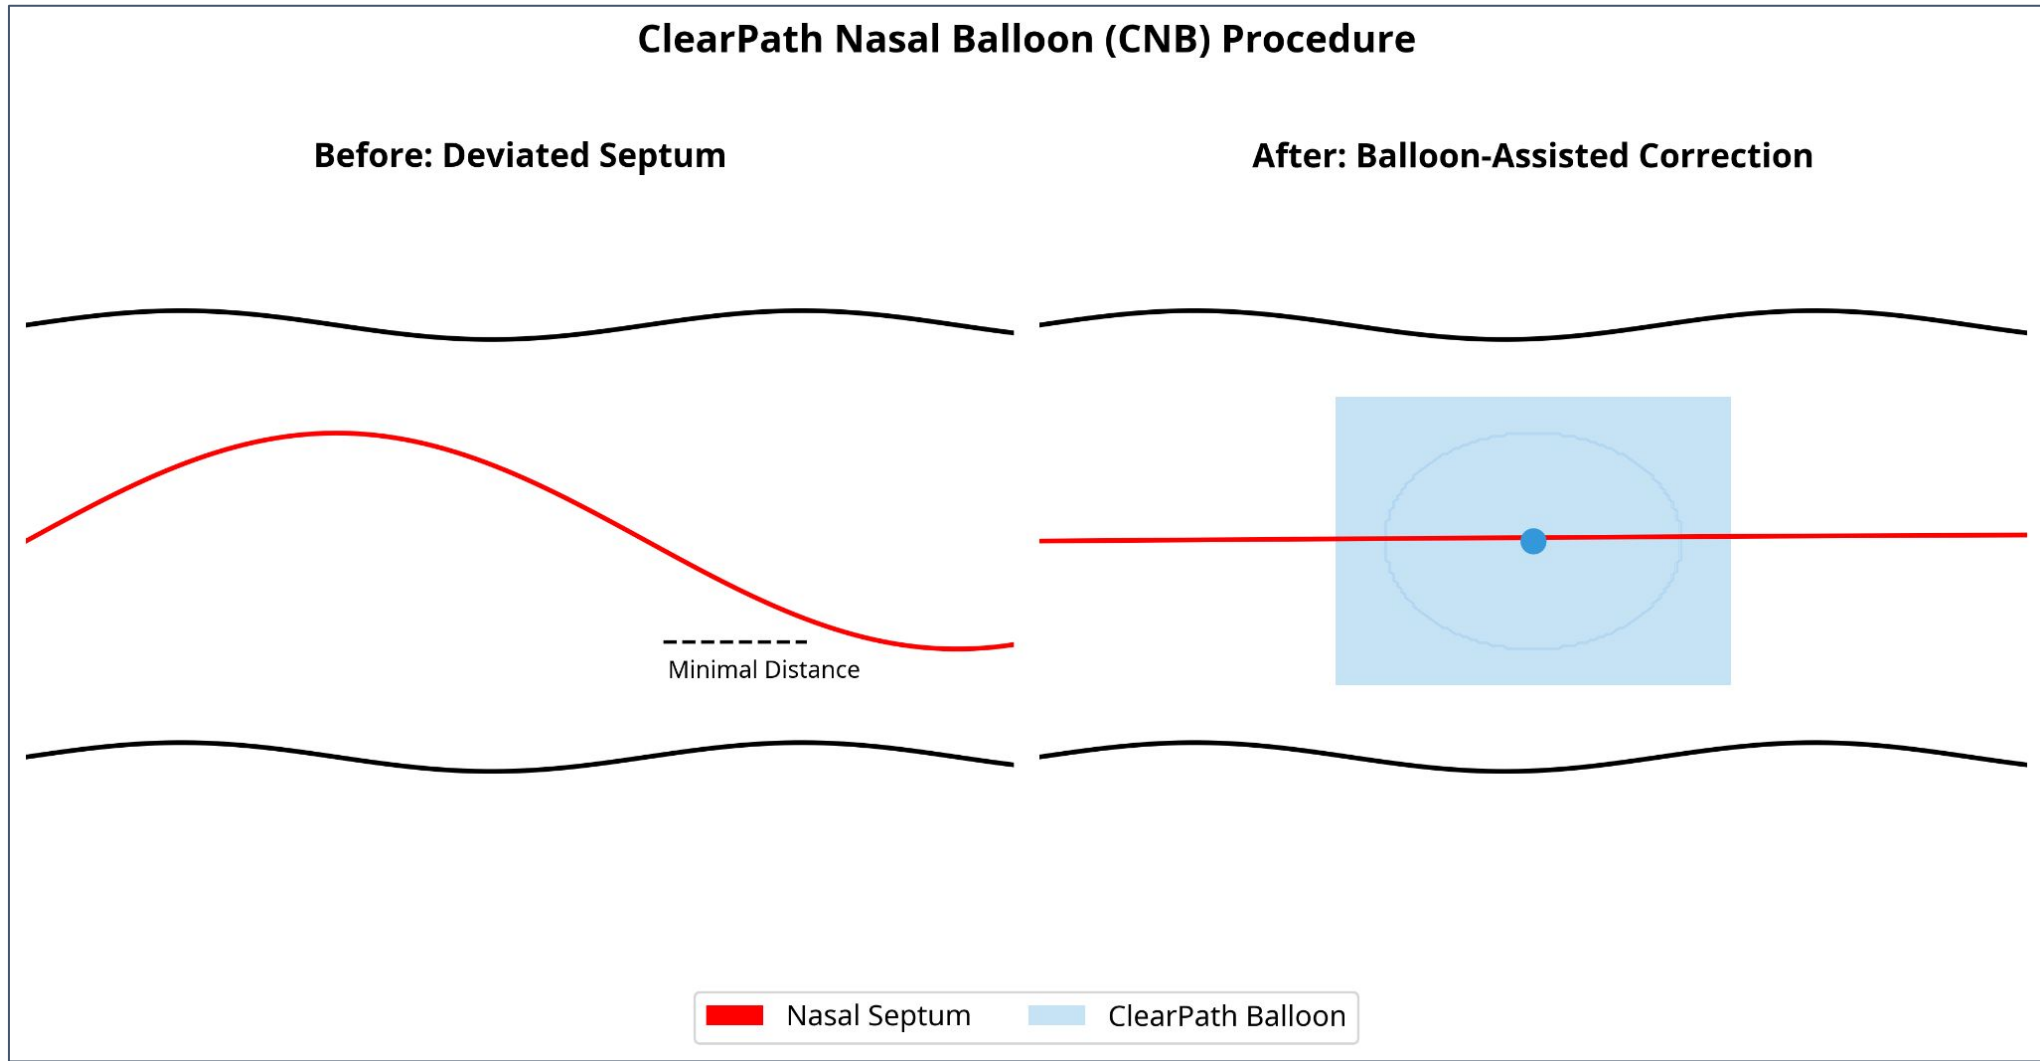 ClearPath Nasal Balloon (CNB) Procedure
Before: Deviated Septum
After: Balloon-Assisted Correction
Minimal Distance
Nasal Septum
ClearPath Balloon